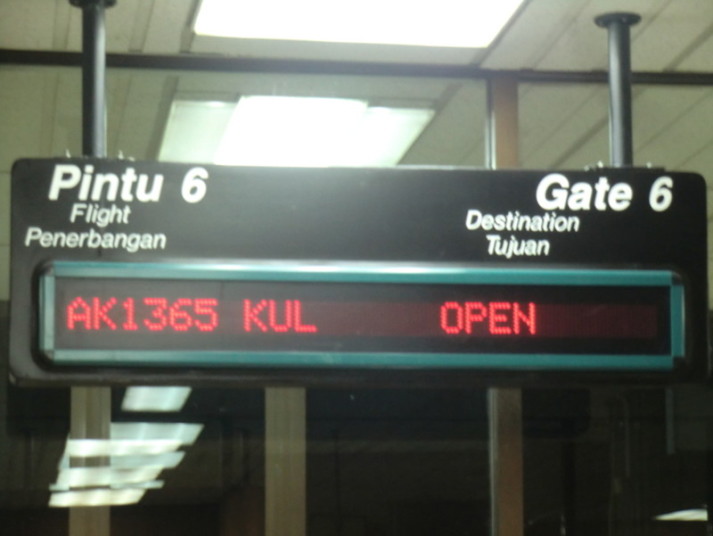 Pintu 6 Gate 6
Flight Destination
Penerbangan Tujuan
AK1365 KUL OPEN